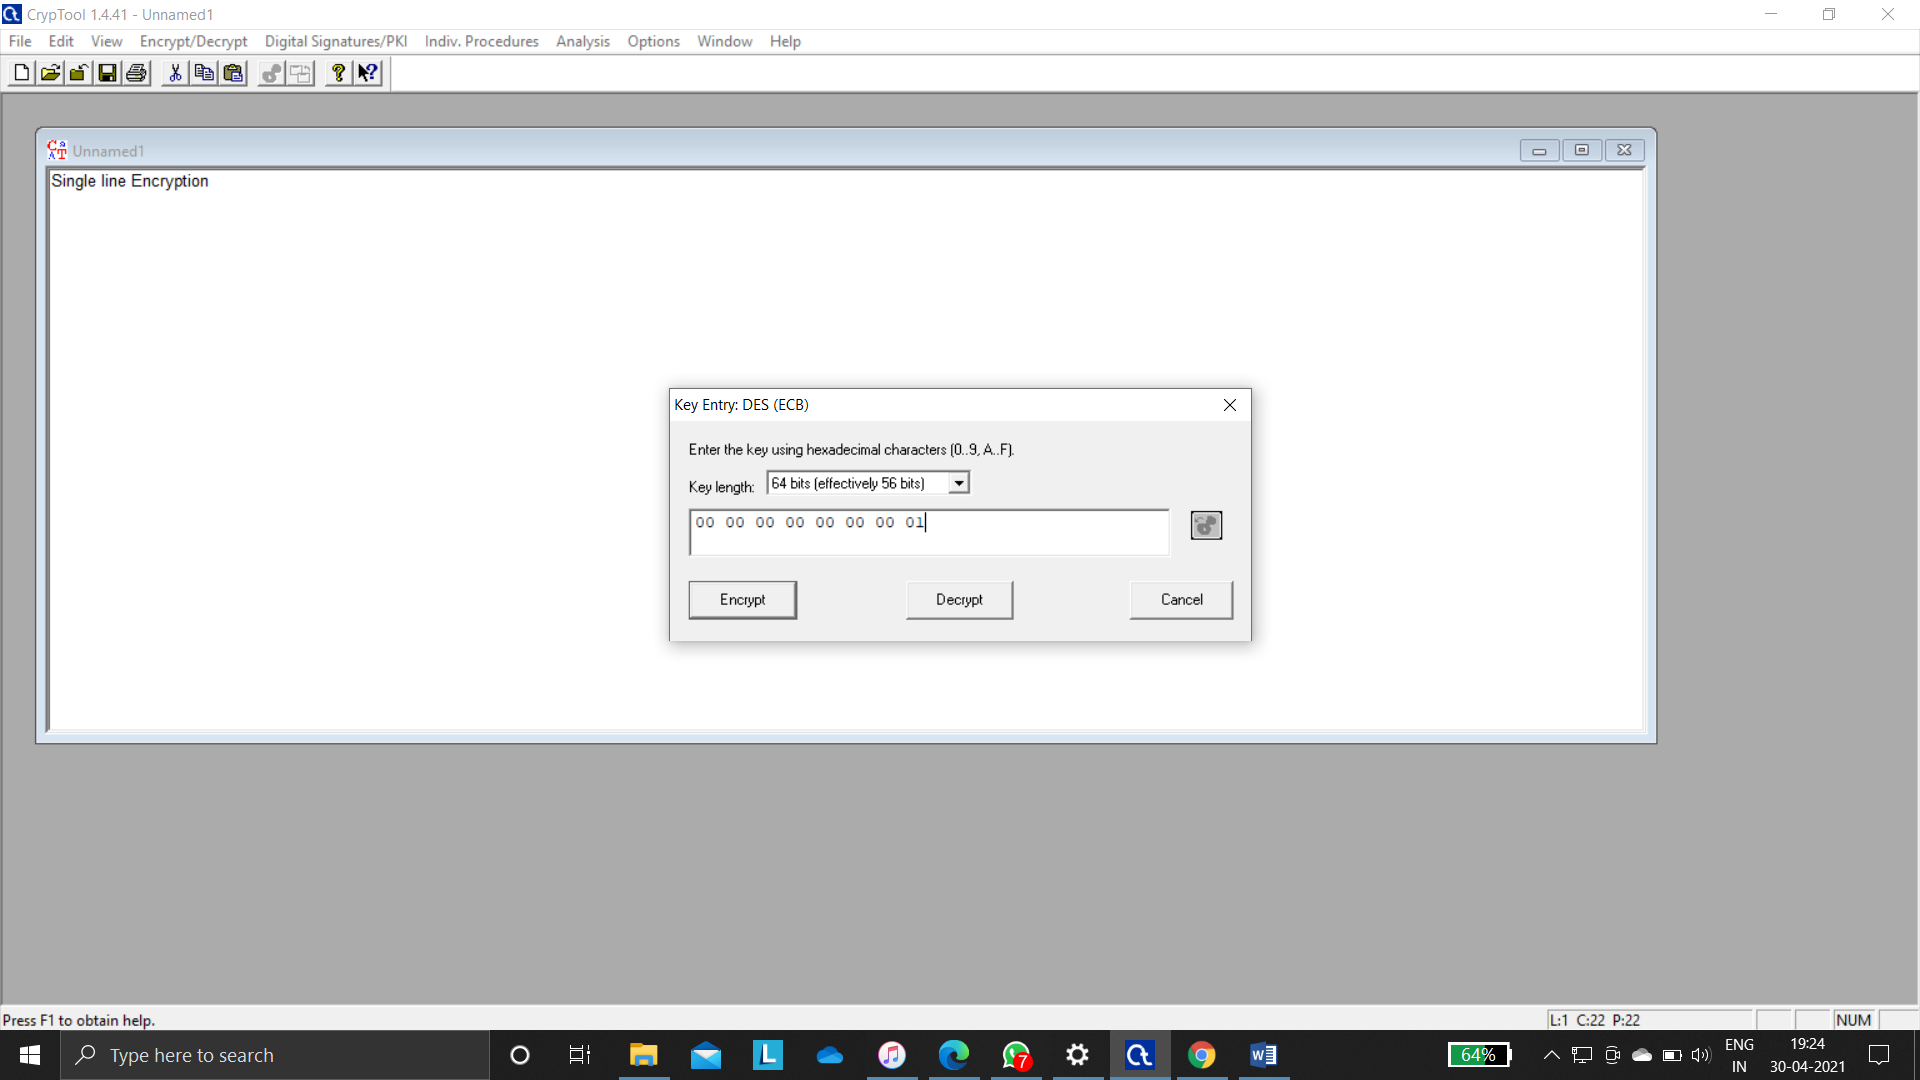 CrypTool 1.4.41 - Unnamed1
File Edit View Encrypt/Decrypt Digital Signatures/PKI Indiv. Procedures Analysis Options Window Help
Unnamed1
Single line Encryption
Key Entry: DES (ECB)
Enter the key using hexadecimal characters (0..9, A..F).
Key length: 64 bits (effectively 56 bits)
00 00 00 00 00 00 00 01
Encrypt Decrypt Cancel
Press F1 to obtain help.
L:1 C:22 P:22 NUM
Type here to search
L
7
64%
ENG
IN
19:24
30-04-2021